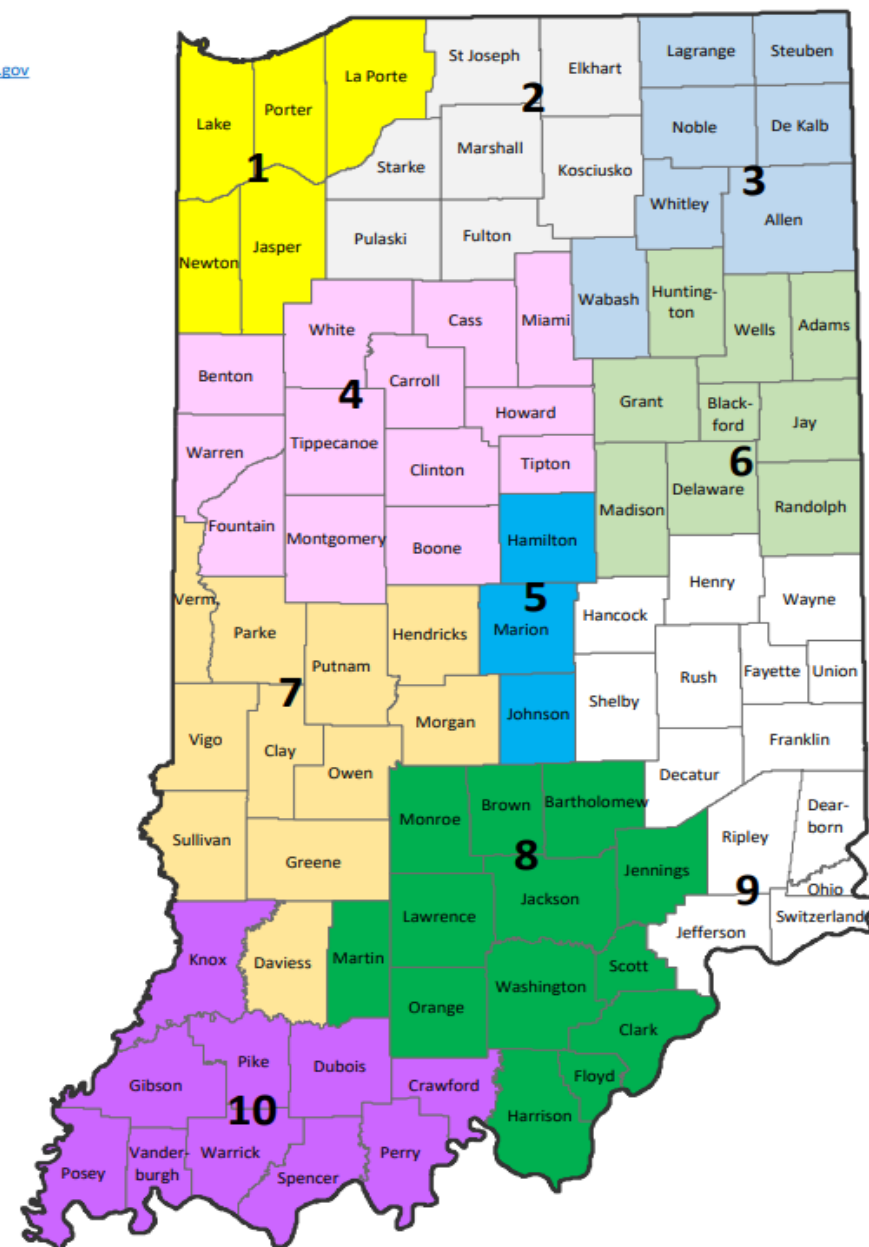 .gov
St Joseph
Elkhart
Lagrange
Steuben
La Porte
2
Lake
Porter
Noble
De Kalb
Marshall
Starke
Kosciusko
1
3
Whitley
Allen
Newton
Jasper
Pulaski
Fulton
Wabash
Hunting-
ton
White
Cass
Miami
Wells
Adams
Benton
Carroll
4
Howard
Grant
Black-
ford
Jay
Warren
Tippecanoe
Clinton
Tipton
6
Delaware
Madison
Randolph
Fountain
Montgomery
Boone
Hamilton
Henry
Verm.
5
Wayne
Parke
Hendricks
Marion
Hancock
Putnam
Rush
Fayette
Union
7
Shelby
Vigo
Clay
Morgan
Johnson
Franklin
Owen
Decatur
Monroe
Brown
Bartholomew
Dear-
born
Sullivan
Greene
8
Ripley
Jennings
9
Ohio
Lawrence
Jackson
Switzerland
Jefferson
Knox
Daviess
Martin
Scott
Washington
Orange
Clark
Pike
Dubois
Gibson
Crawford
Floyd
10
Harrison
Posey
Vander-
burgh
Warrick
Perry
Spencer